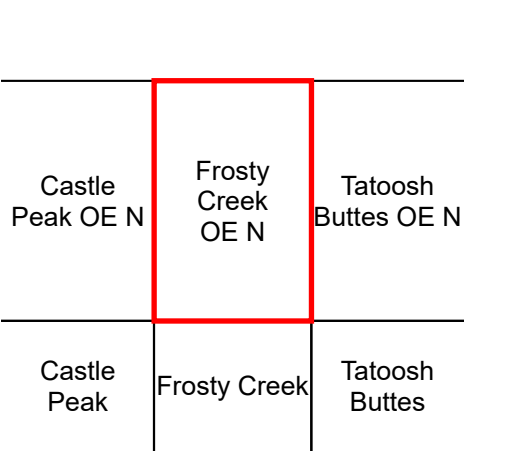 Castle
Peak OE N
Frosty
Creek
OE N
Tatoosh
Buttes OE N
Castle
Peak
Frosty Creek
Tatoosh
Buttes